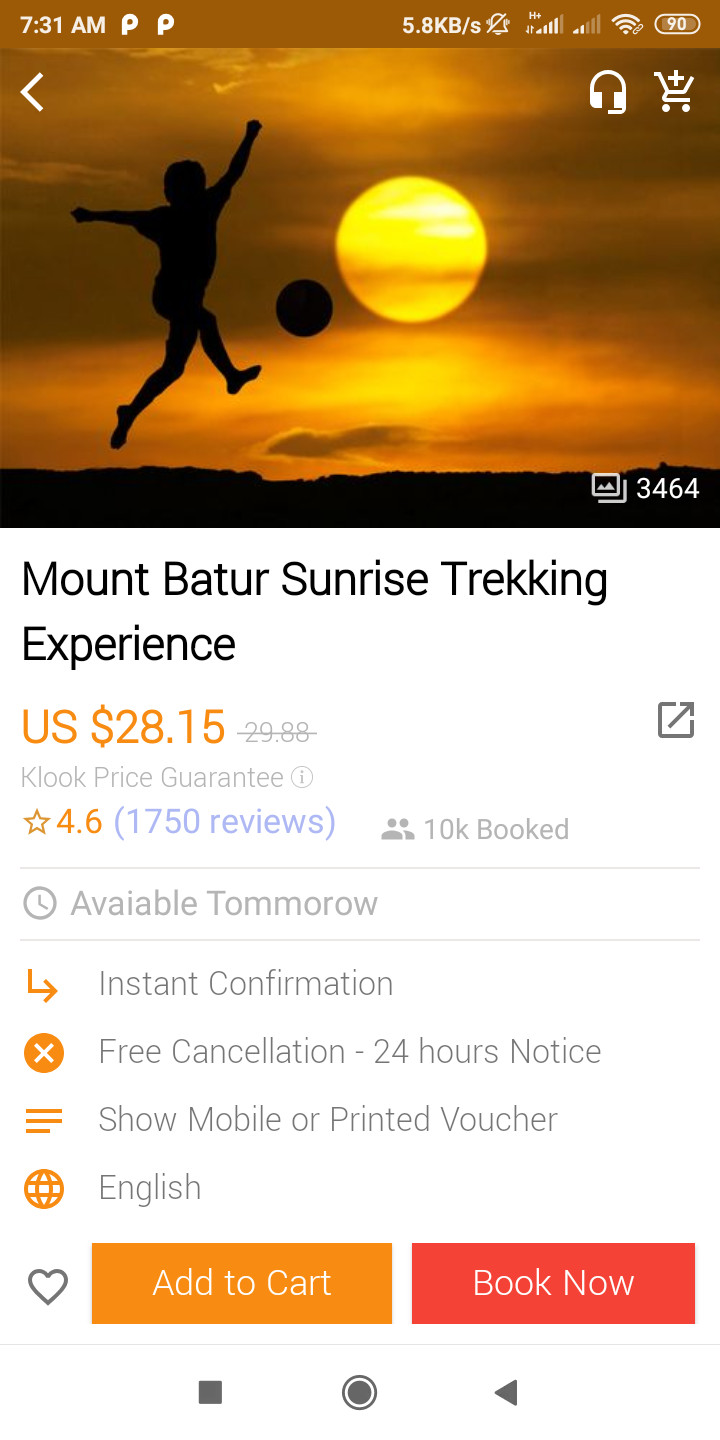 7:31 AM 5.8KB/s H+ 90
3464
Mount Batur Sunrise Trekking
Experience
US $28.15 29.88
Klook Price Guarantee
4.6 (1750 reviews) 10k Booked
Avaiable Tommorow
Instant Confirmation
Free Cancellation - 24 hours Notice
Show Mobile or Printed Voucher
English
Add to Cart Book Now